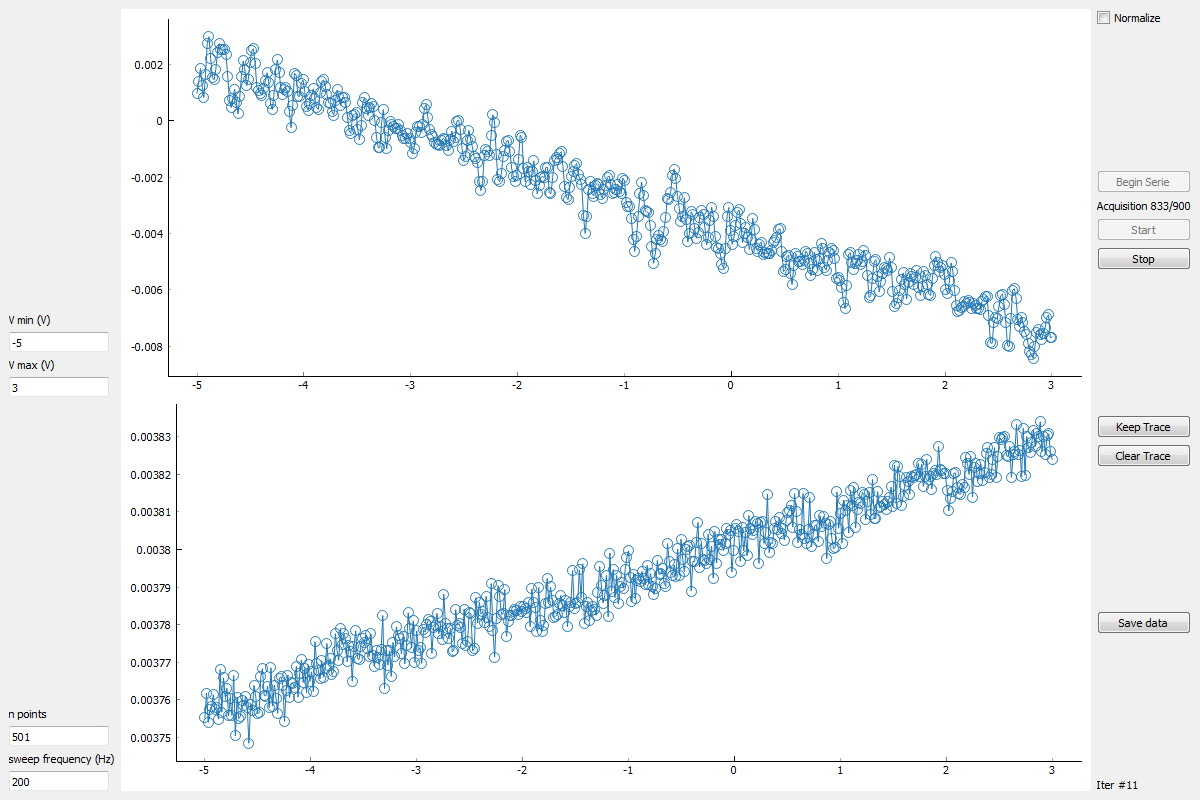 Normalize
0.002
0
-0.002
-0.004
-0.006
-0.008
-5 -4 -3 -2 -1 0 1 2 3
Begin Serie
Acquisition 833/900
Start
Stop
V min (V)
-5
V max (V)
3
0.00383
0.00382
0.00381
0.0038
0.00379
0.00378
0.00377
0.00376
0.00375
-5 -4 -3 -2 -1 0 1 2 3
Keep Trace
Clear Trace
Save data
n points
501
sweep frequency (Hz)
200
Iter #11